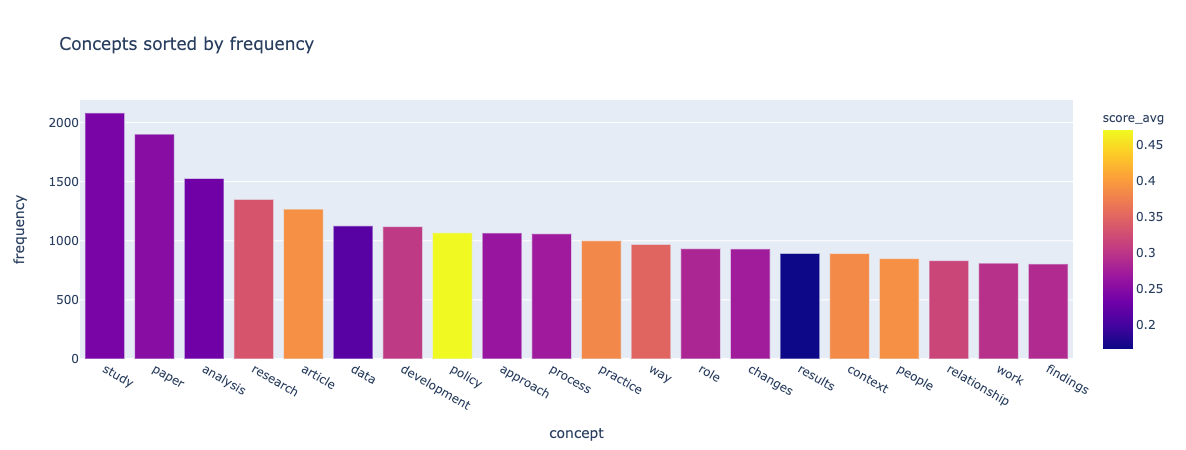 Concepts sorted by frequency
frequency
2000
1500
1000
500
0
study
paper
analysis
research
article
data
development
policy
approach
process
practice
way
role
changes
results
context
people
relationship
work
findings
concept
score_avg
0.45
0.4
0.35
0.3
0.25
0.2